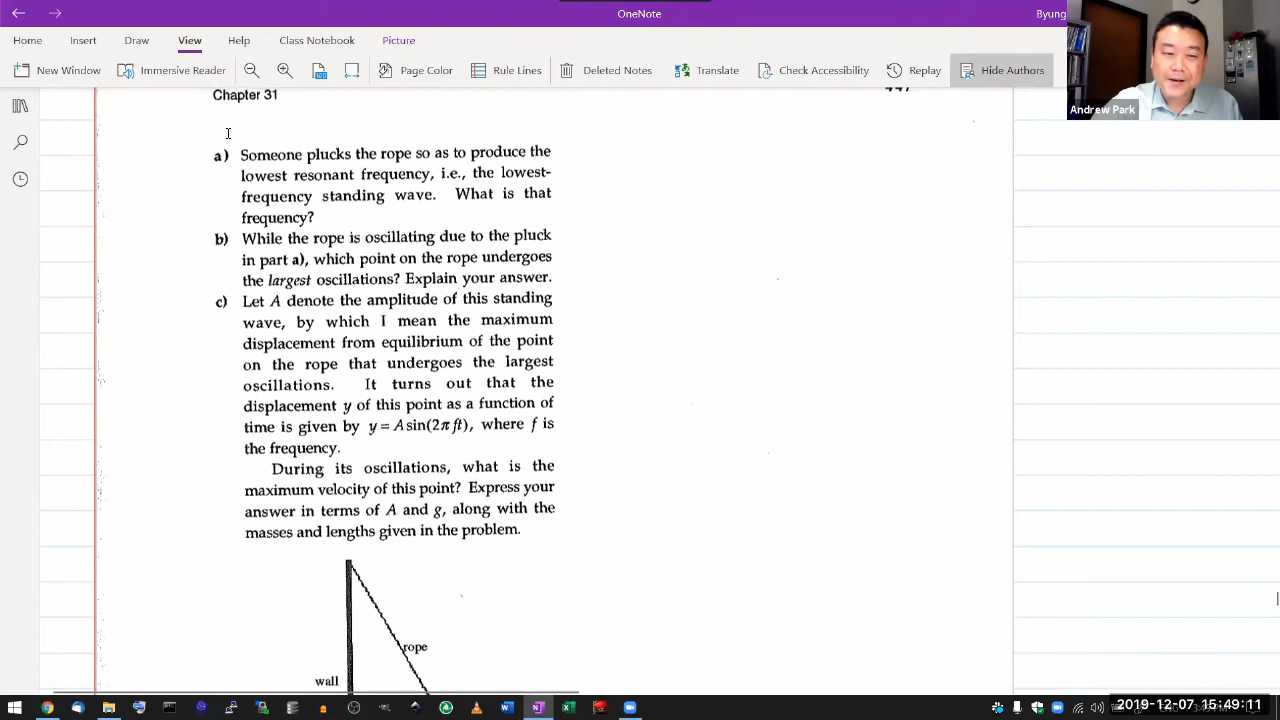 OneNote
Byung
Home Insert Draw View Help Class Notebook Picture
New Window Immersive Reader Page Color Rule Lines Deleted Notes Translate Check Accessibility Replay Hide Authors
Andrew Park
Chapter 31
a) Someone plucks the rope so as to produce the
lowest resonant frequency, i.e., the lowest-
frequency standing wave. What is that
frequency?
b) While the rope is oscillating due to the pluck
in part a), which point on the rope undergoes
the largest oscillations? Explain your answer.
c) Let A denote the amplitude of this standing
wave, by which I mean the maximum
displacement from equilibrium of the point
on the rope that undergoes the largest
oscillations. It turns out that the
displacement y of this point as a function of
time is given by y = A sin(2π ft), where f is
the frequency.
During its oscillations, what is the
maximum velocity of this point? Express your
answer in terms of A and g, along with the
masses and lengths given in the problem.
rope
wall
2019-12-07 15:49:11